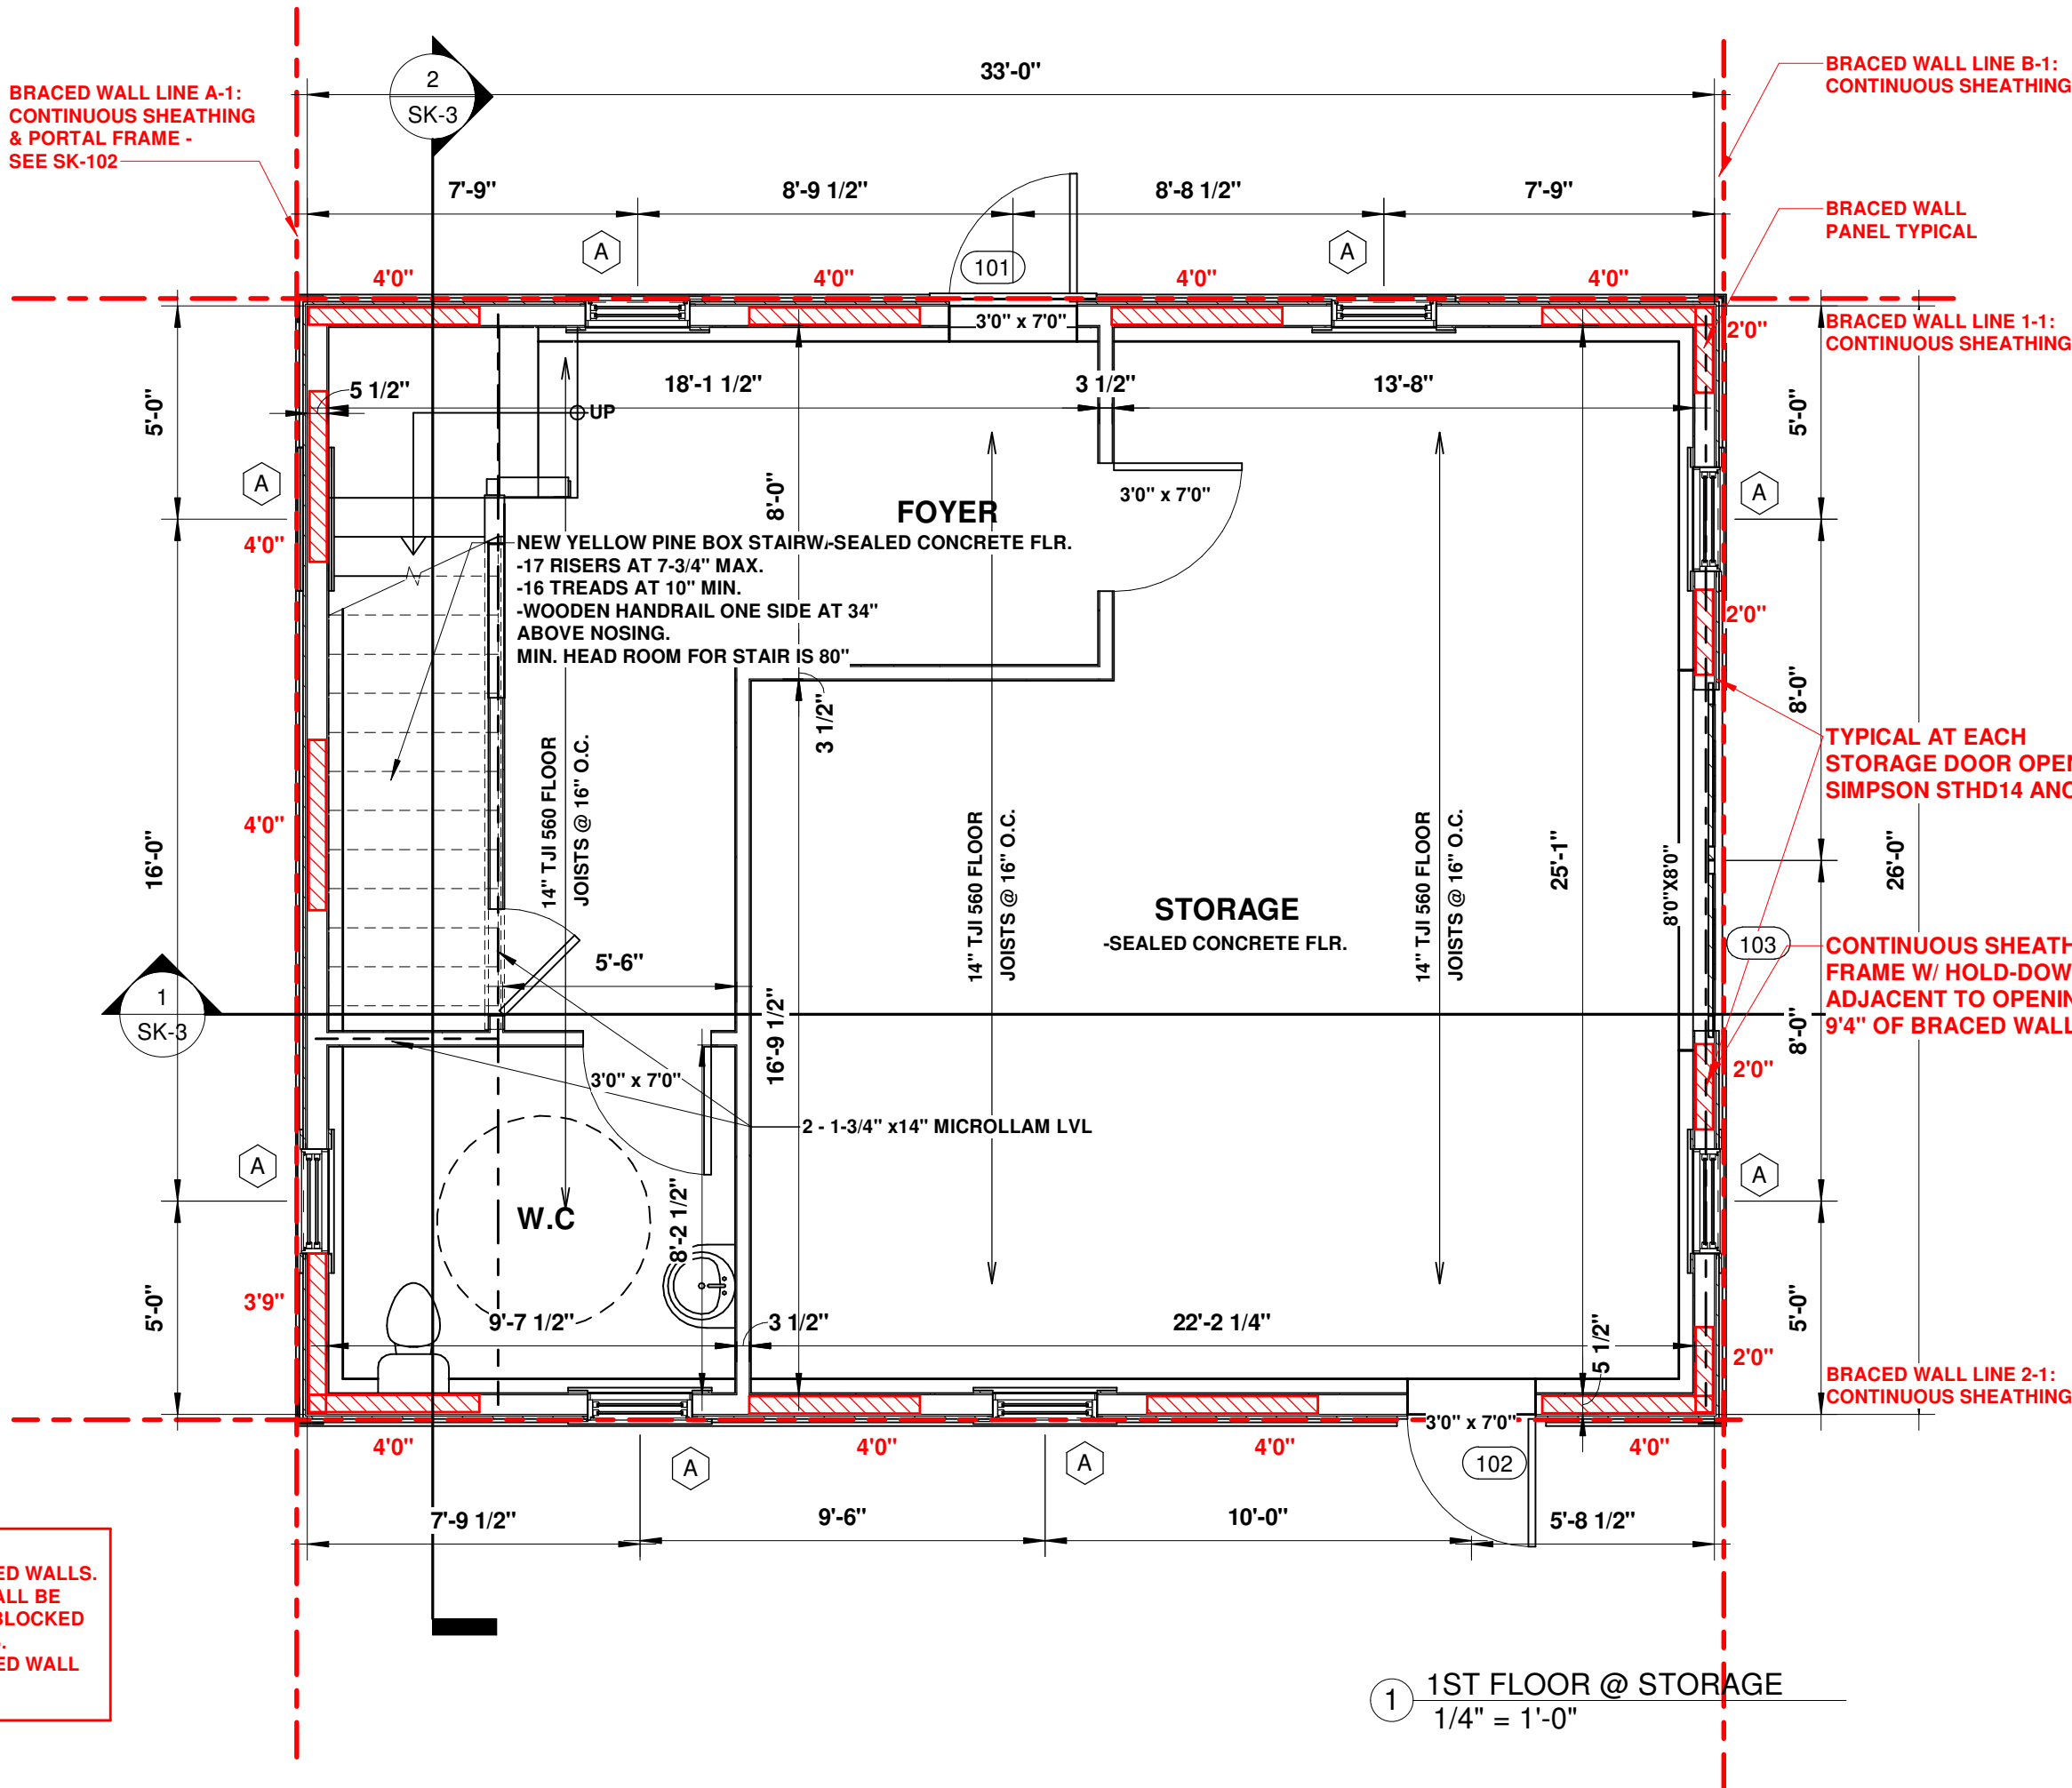 BRACED WALL LINE A-1:
CONTINUOUS SHEATHING
& PORTAL FRAME -
SEE SK-102
2
SK-3
33'-0"
BRACED WALL LINE B-1:
CONTINUOUS SHEATHING
7'-9"
8'-9 1/2"
8'-8 1/2"
7'-9"
BRACED WALL
PANEL TYPICAL
A
101
A
4'0"
4'0"
4'0"
4'0"
3'0" x 7'0"
2'0"
BRACED WALL LINE 1-1:
CONTINUOUS SHEATHING
5'-0"
5 1/2"
18'-1 1/2"
3 1/2"
13'-8"
5'-0"
UP
A
8'-0"
3'0" x 7'0"
A
FOYER
4'0"
NEW YELLOW PINE BOX STAIRW
-SEALED CONCRETE FLR.
-17 RISERS AT 7-3/4" MAX.
-16 TREADS AT 10" MIN.
-WOODEN HANDRAIL ONE SIDE AT 34"
ABOVE NOSING.
MIN. HEAD ROOM FOR STAIR IS 80"
2'0"
3 1/2"
8'-0"
TYPICAL AT EACH
STORAGE DOOR OPEN
SIMPSON STHD14 ANC
4'0"
16'-0"
14" TJI 560 FLOOR
JOISTS @ 16" O.C.
14" TJI 560 FLOOR
JOISTS @ 16" O.C.
14" TJI 560 FLOOR
JOISTS @ 16" O.C.
25'-1"
8'0"X8'0"
26'-0"
STORAGE
-SEALED CONCRETE FLR.
103
CONTINUOUS SHEATH
FRAME W/ HOLD-DOW
ADJACENT TO OPENIN
9'4" OF BRACED WALL
5'-6"
1
SK-3
16'-9 1/2"
8'-0"
3'0" x 7'0"
2'0"
2 - 1-3/4" x14" MICROLLAM LVL
A
A
W.C
8'-2 1/2"
3'9"
5'-0"
9'-7 1/2"
3 1/2"
22'-2 1/4"
5 1/2"
5'-0"
2'0"
BRACED WALL LINE 2-1:
CONTINUOUS SHEATHING
4'0"
4'0"
4'0"
3'0" x 7'0"
4'0"
A
A
102
7'-9 1/2"
9'-6"
10'-0"
5'-8 1/2"
ED WALLS.
ALL BE
BLOCKED
.
ED WALL
1
1ST FLOOR @ STORAGE
1/4" = 1'-0"